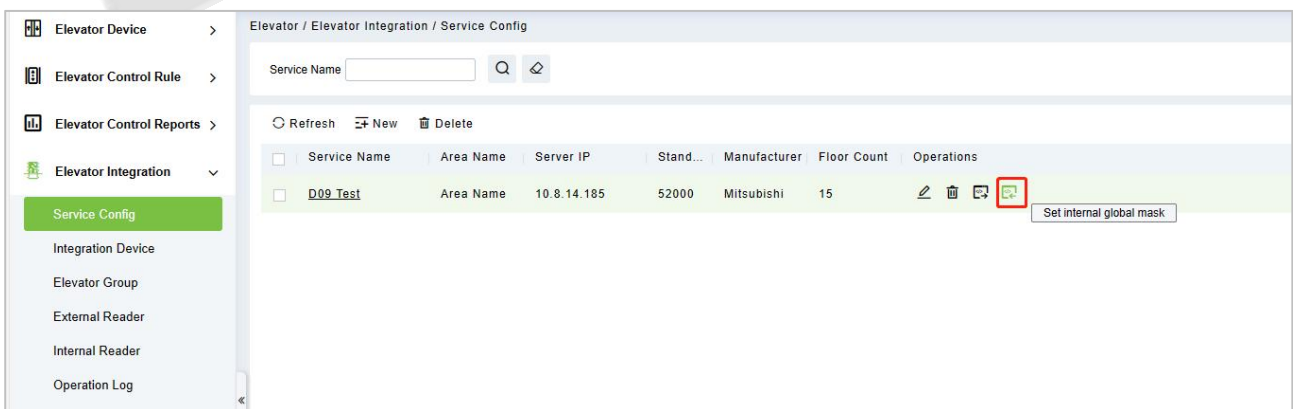 Elevator Device
Elevator Control Rule
Elevator Control Reports
Elevator Integration
Service Config
Integration Device
Elevator Group
External Reader
Internal Reader
Operation Log
Elevator / Elevator Integration / Service Config
Service Name
Refresh New Delete
Service Name Area Name Server IP Stand... Manufacturer Floor Count Operations
D09 Test Area Name 10.8.14.185 52000 Mitsubishi 15
Set internal global mask